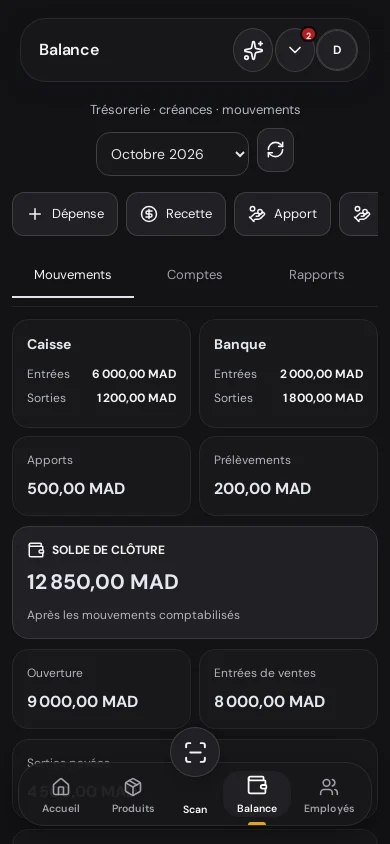 Balance
2
D
Trésorerie · créances · mouvements
Octobre 2026
Dépense
Recette
Apport
Mouvements
Comptes
Rapports
Caisse
Entrées 6 000,00 MAD
Sorties 1 200,00 MAD
Banque
Entrées 2 000,00 MAD
Sorties 1 800,00 MAD
Apports
500,00 MAD
Prélèvements
200,00 MAD
SOLDE DE CLÔTURE
12 850,00 MAD
Après les mouvements comptabilisés
Ouverture
9 000,00 MAD
Entrées de ventes
8 000,00 MAD
Accueil
Produits
Scan
Balance
Employés